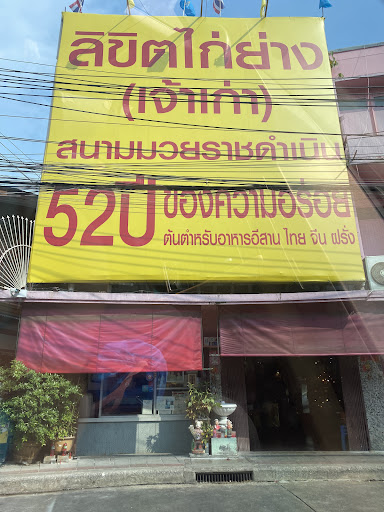 ลิขิตไก่ย่าง
(เจ้าเก่า)
สนามมวยราชดำเนิน
52ปี ของความอร่อย
ต้นตำหรับอาหารอีสาน ไทย จีน ฝรั่ง